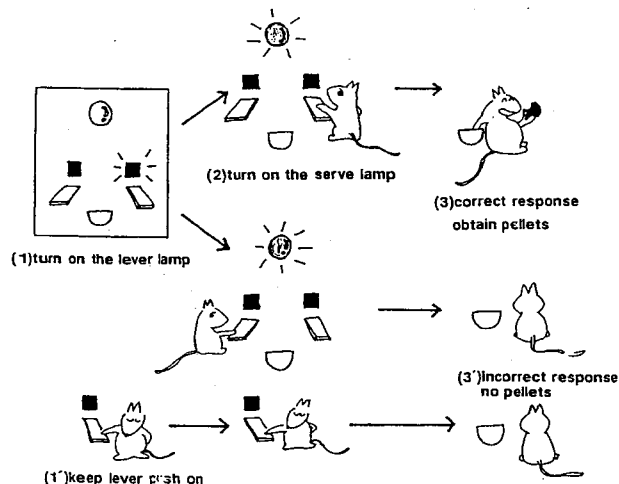 (1)turn on the lever lamp
(2)turn on the serve lamp
(3)correct response
obtain pellets
(3')incorrect response
no pellets
(1')keep lever push on